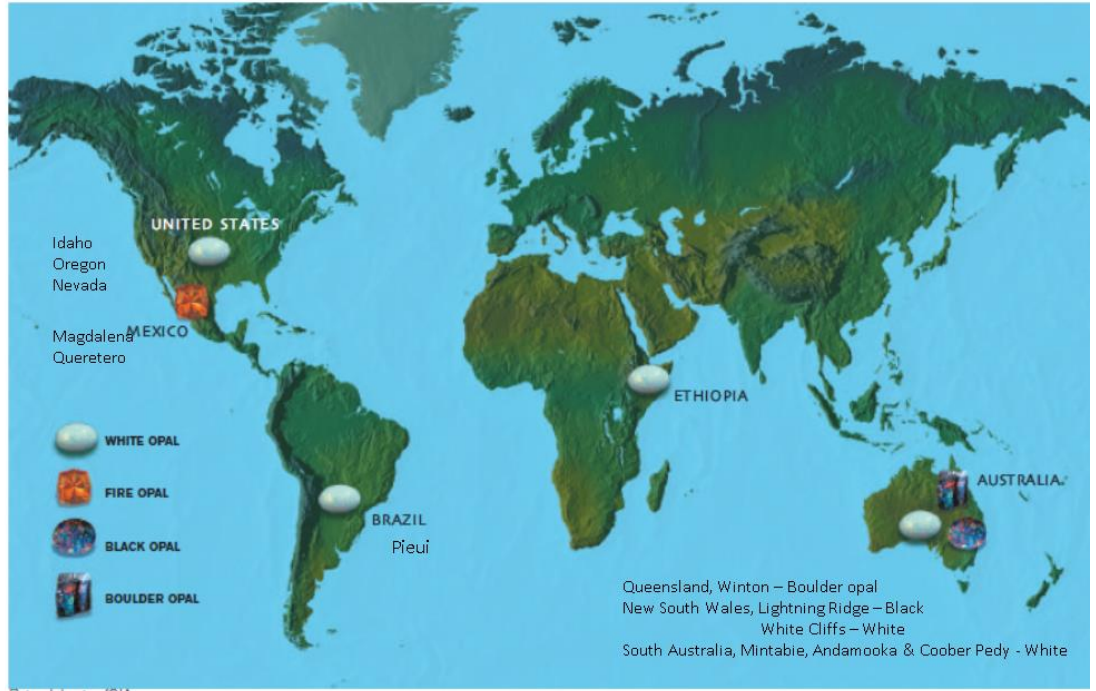 UNITED STATES
Idaho
Oregon
Nevada
MEXICO
Magdalena
Queretero
ETHIOPIA
WHITE OPAL
FIRE OPAL
BLACK OPAL
BOULDER OPAL
BRAZIL
Pieui
AUSTRALIA
Queensland, Winton – Boulder opal
New South Wales, Lightning Ridge – Black
White Cliffs – White
South Australia, Mintabie, Andamooka & Coober Pedy - White